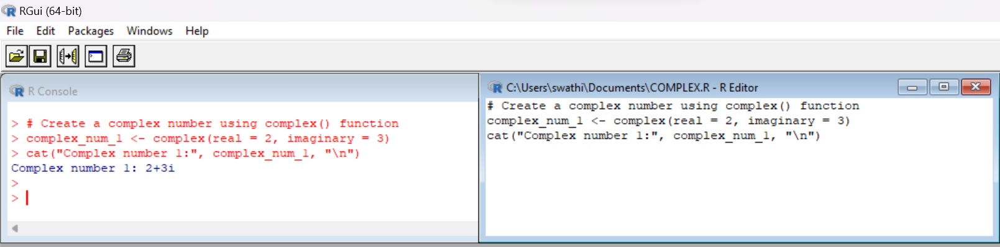 RGui (64-bit)
File Edit Packages Windows Help
R Console
> # Create a complex number using complex() function
> complex_num_1 <- complex(real = 2, imaginary = 3)
> cat("Complex number 1:", complex_num_1, "\n")
Complex number 1: 2+3i
>
>
C:\Users\swathi\Documents\COMPLEX.R - R Editor
# Create a complex number using complex() function
complex_num_1 <- complex(real = 2, imaginary = 3)
cat("Complex number 1:", complex_num_1, "\n")